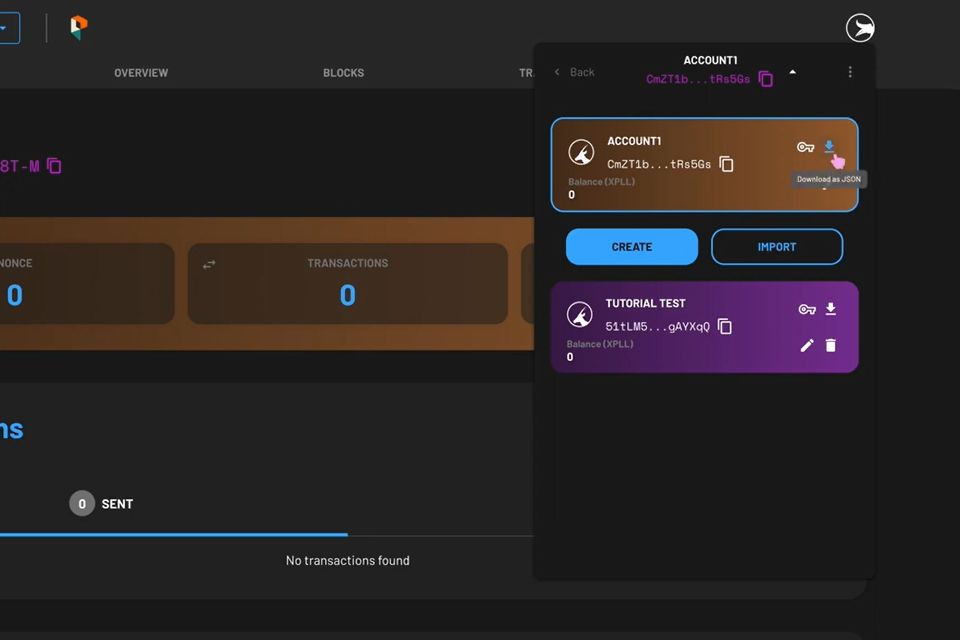 ACCOUNT1
Back
CmZT1b...tRs5Gs
OVERVIEW
BLOCKS
TR
ACCOUNT1
CmZT1b...tRs5Gs
Balance (XPLL)
0
Download as JSON
8T-M
CREATE
IMPORT
NONCE
0
TRANSACTIONS
0
TUTORIAL TEST
51tLM5...gAYXqQ
Balance (XPLL)
0
ns
0 SENT
No transactions found